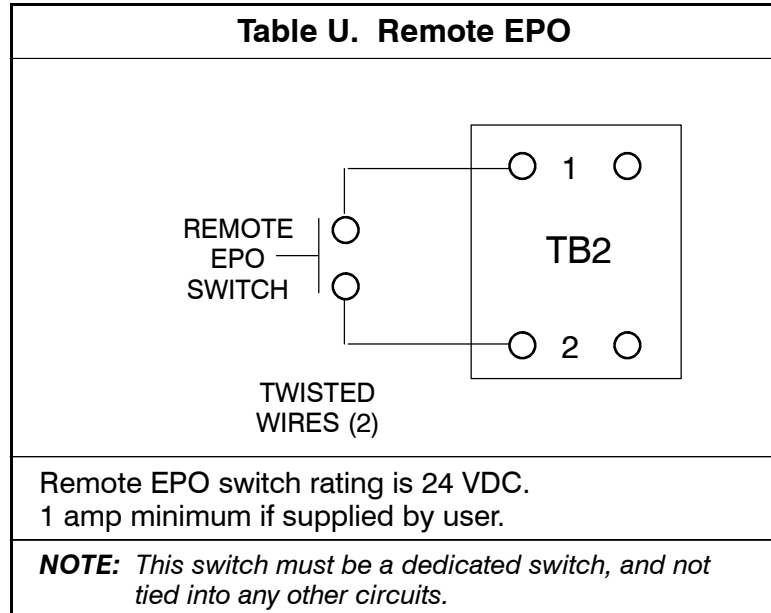 Table U. Remote EPO
REMOTE
EPO
SWITCH
1
TB2
2
TWISTED
WIRES (2)
Remote EPO switch rating is 24 VDC.
1 amp minimum if supplied by user.
NOTE: This switch must be a dedicated switch, and not
tied into any other circuits.